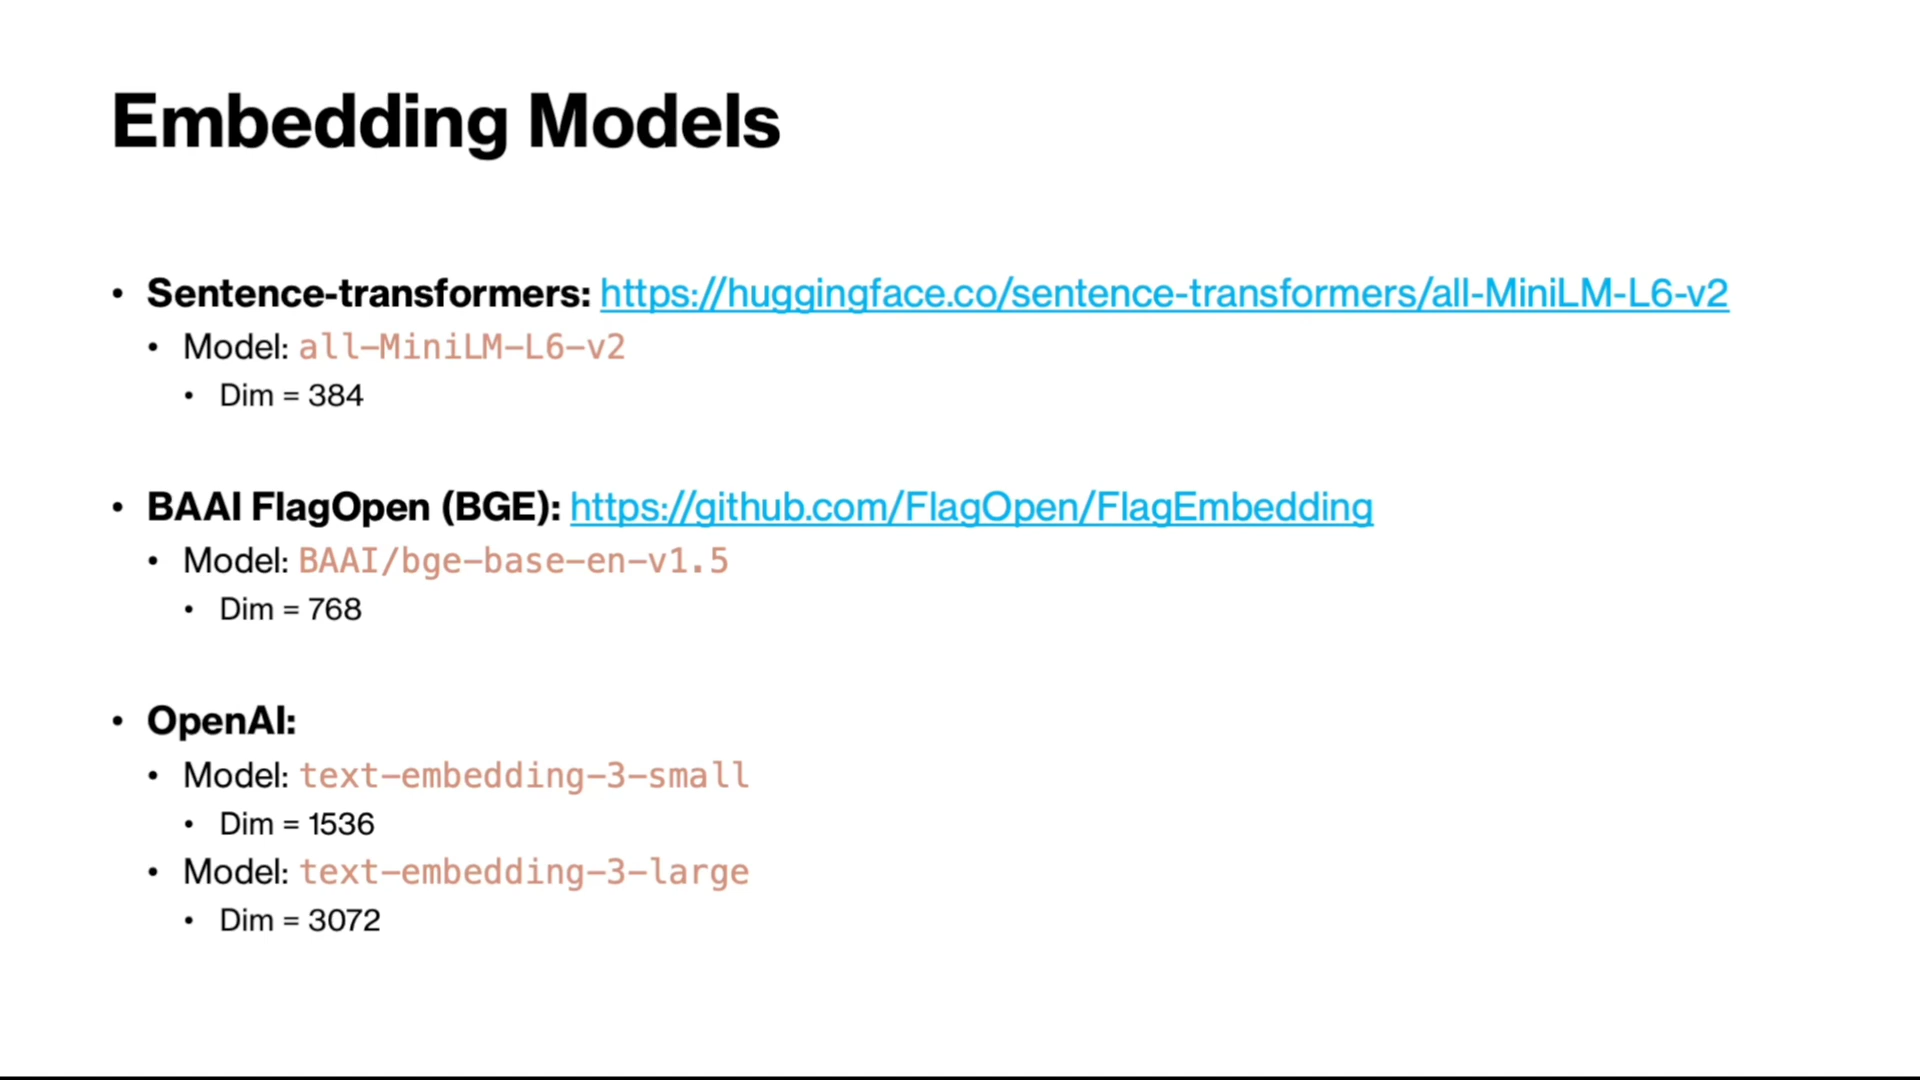 Embedding Models
• Sentence-transformers: https://huggingface.co/sentence-transformers/all-MiniLM-L6-v2
• Model: all-MiniLM-L6-v2
• Dim = 384
• BAAI FlagOpen (BGE): https://github.com/FlagOpen/FlagEmbedding
• Model: BAAI/bge-base-en-v1.5
• Dim = 768
• OpenAI:
• Model: text-embedding-3-small
• Dim = 1536
• Model: text-embedding-3-large
• Dim = 3072